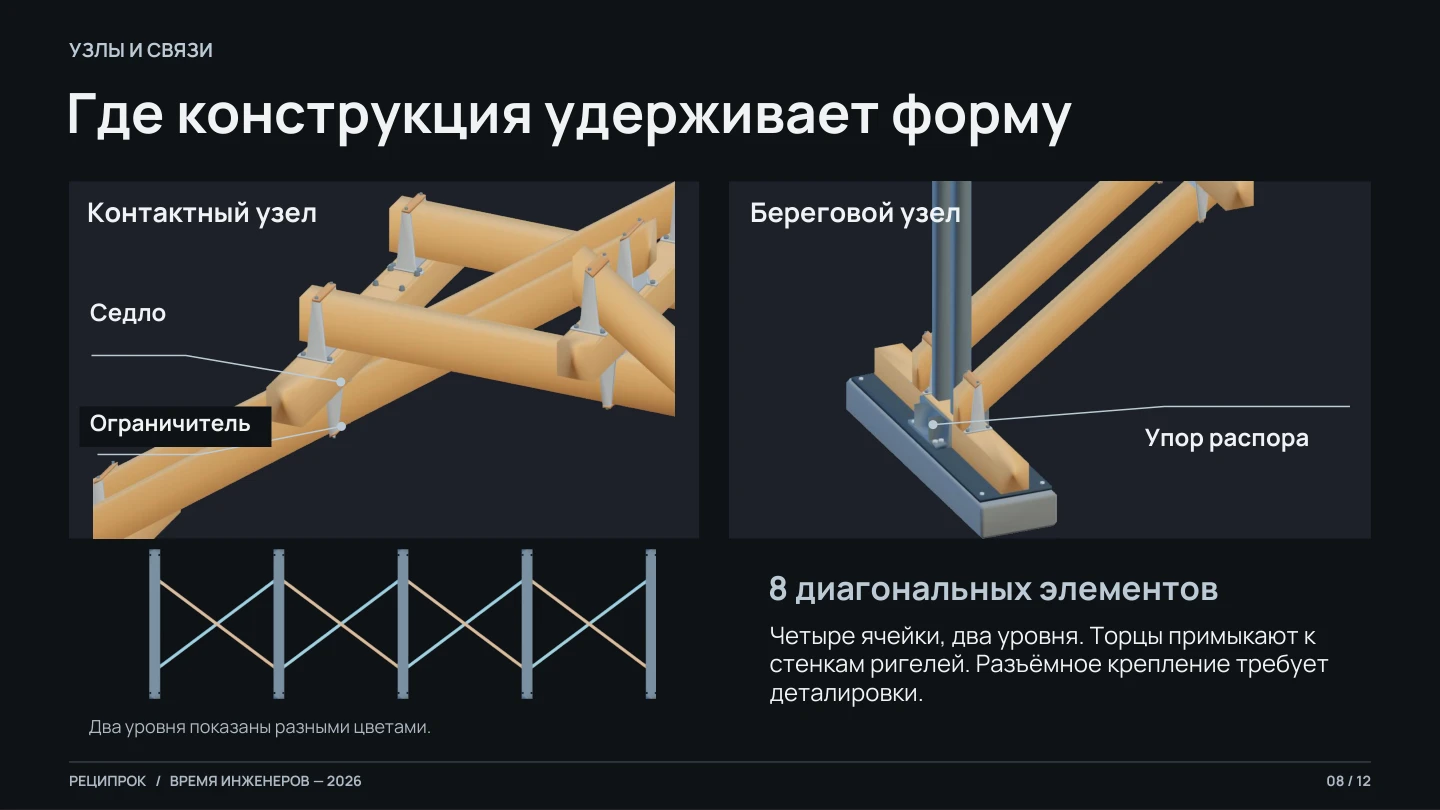 УЗЛЫ И СВЯЗИ
Где конструкция удерживает форму
Контактный узел
Седло
Ограничитель
Береговой узел
Упор распора
8 диагональных элементов
Четыре ячейки, два уровня. Торцы примыкают к
стенкам ригелей. Разъёмное крепление требует
деталировки.
Два уровня показаны разными цветами.
РЕЦИПРОК / ВРЕМЯ ИНЖЕНЕРОВ — 2026
08 / 12